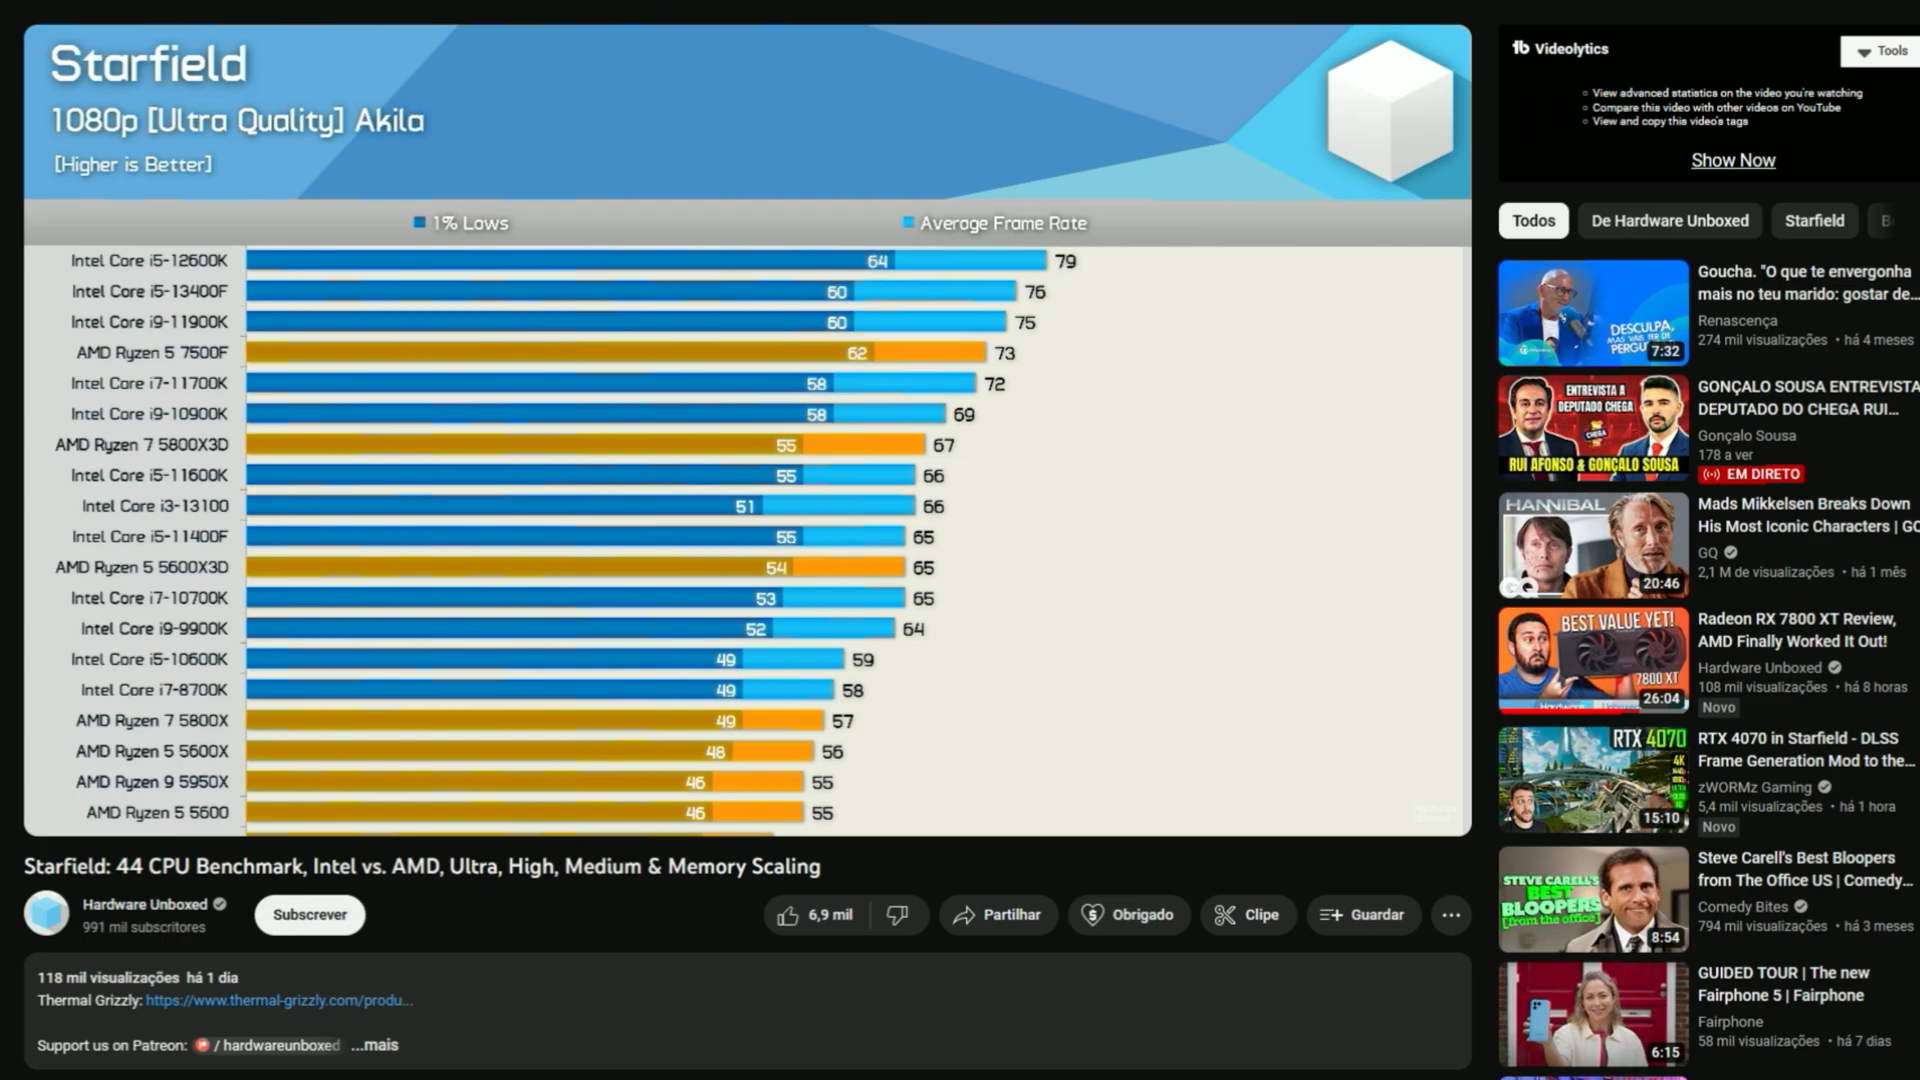 Starfield
1080p [Ultra Quality] Akila
[Higher is Better]
1% Lows
Average Frame Rate
Intel Core i5-12600K 64 79
Intel Core i5-13400F 60 76
Intel Core i9-11900K 60 75
AMD Ryzen 5 7500F 62 73
Intel Core i7-11700K 58 72
Intel Core i9-10900K 58 69
AMD Ryzen 7 5800X3D 55 67
Intel Core i5-11600K 55 66
Intel Core i3-13100 51 66
Intel Core i5-11400F 55 65
AMD Ryzen 5 5600X3D 54 65
Intel Core i7-10700K 53 65
Intel Core i9-9900K 52 64
Intel Core i5-10600K 49 59
Intel Core i7-8700K 49 58
AMD Ryzen 7 5800X 49 57
AMD Ryzen 5 5600X 48 56
AMD Ryzen 9 5950X 46 55
AMD Ryzen 5 5600 46 55
Starfield: 44 CPU Benchmark, Intel vs. AMD, Ultra, High, Medium & Memory Scaling
Hardware Unboxed
991 mil subscritores
Subscrever
6,9 mil
Partilhar
Obrigado
Clipe
Guardar
118 mil visualizações há 1 dia
Thermal Grizzly: https://www.thermal-grizzly.com/produ...
Support us on Patreon: / hardwareunboxed ...mais
Videolytics
Tools
View advanced statistics on the video you're watching
Compare this video with other videos on YouTube
View and copy this video's tags
Show Now
Todos
De Hardware Unboxed
Starfield
DESCULPA,
MAS VAIS TER DE
PERGU
7:32
Goucha. "O que te envergonha
mais no teu marido: gostar de...
Renascença
274 mil visualizações • há 4 meses
ENTREVISTA A
DEPUTADO CHEGA
CHEGA
RUI AFONSO & GONÇALO SOUSA
GONÇALO SOUSA ENTREVISTA
DEPUTADO DO CHEGA RUI...
Gonçalo Sousa
178 a ver
EM DIRETO
HANNIBAL
GQ
20:46
Mads Mikkelsen Breaks Down
His Most Iconic Characters | GQ
GQ
2,1 M de visualizações • há 1 mês
BEST VALUE YET!
7800 XT
26:04
Radeon RX 7800 XT Review,
AMD Finally Worked It Out!
Hardware Unboxed
108 mil visualizações • há 8 horas
Novo
RTX 4070
4K
15:10
RTX 4070 in Starfield - DLSS
Frame Generation Mod to the...
zWORMz Gaming
5,4 mil visualizações • há 1 hora
Novo
STEVE CARELL'S
BEST
BLOOPERS
[from the office]
8:54
Steve Carell's Best Bloopers
from The Office US | Comedy...
Comedy Bites
794 mil visualizações • há 3 meses
6:15
GUIDED TOUR | The new
Fairphone 5 | Fairphone
Fairphone
58 mil visualizações • há 7 dias